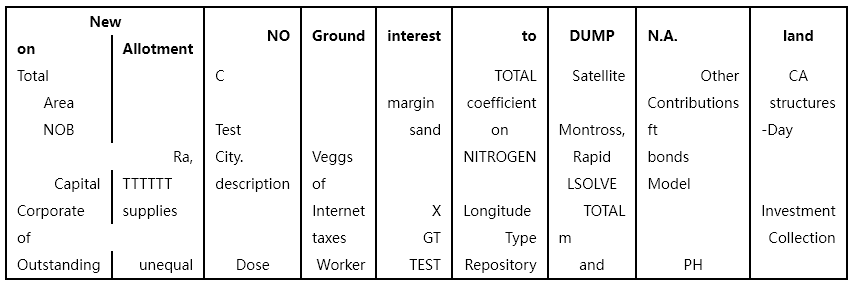 New
on Allotment NO Ground interest to DUMP N.A. land
Total C TOTAL Satellite Other CA
Area margin coefficient Contributions structures
NOB Test sand on Montross, ft -Day
Ra, City. Veggs NITROGEN Rapid bonds
Capital TTTTTT description of LSOLVE Model
Corporate supplies Internet X Longitude TOTAL Investment
of taxes GT Type m Collection
Outstanding unequal Dose Worker TEST Repository and PH